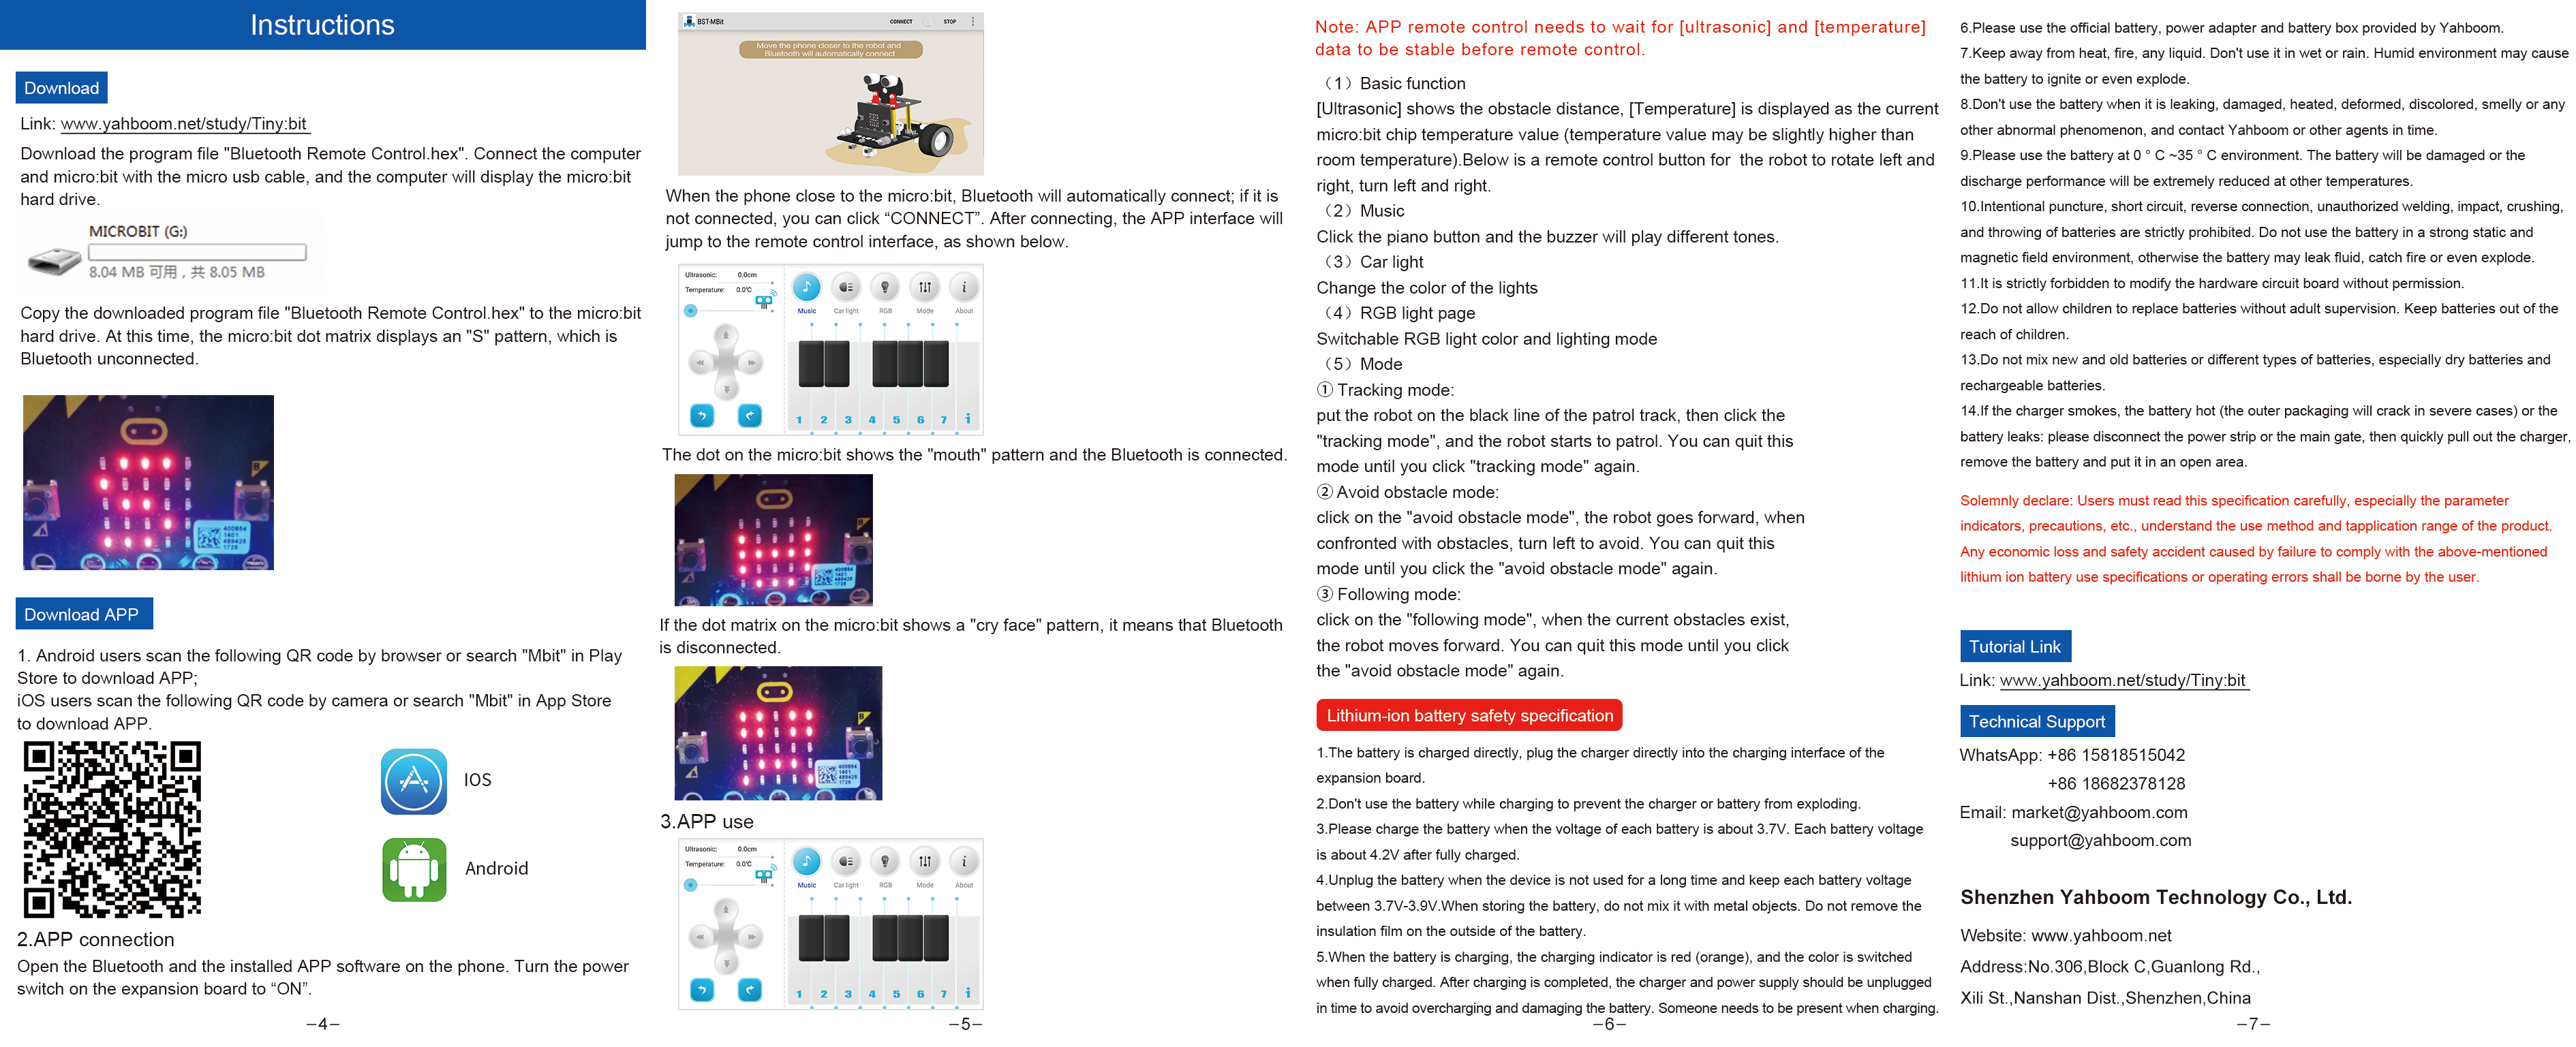 Instructions
Download
Link: www.yahboom.net/study/Tiny:bit
Download the program file "Bluetooth Remote Control.hex". Connect the computer
and micro:bit with the micro usb cable, and the computer will display the micro:bit
hard drive.
MICROBIT (G:)
8.04 MB 可用，共 8.05 MB
Copy the downloaded program file "Bluetooth Remote Control.hex" to the micro:bit
hard drive. At this time, the micro:bit dot matrix displays an "S" pattern, which is
Bluetooth unconnected.
B
A
400854
1401
489425
1726
Download APP
1. Android users scan the following QR code by browser or search "Mbit" in Play
Store to download APP;
iOS users scan the following QR code by camera or search "Mbit" in App Store
to download APP.
IOS
Android
2.APP connection
Open the Bluetooth and the installed APP software on the phone. Turn the power
switch on the expansion board to “ON”.
–4–
BST-MBit
CONNECT
STOP
Move the phone closer to the robot and
Bluetooth will automatically connect
When the phone close to the micro:bit, Bluetooth will automatically connect; if it is
not connected, you can click “CONNECT”. After connecting, the APP interface will
jump to the remote control interface, as shown below.
Ultrasonic: 0.0cm
Temperature: 0.0℃
Music Car light RGB Mode About
1 2 3 4 5 6 7 i
The dot on the micro:bit shows the "mouth" pattern and the Bluetooth is connected.
400854
1401
489425
1726
If the dot matrix on the micro:bit shows a "cry face" pattern, it means that Bluetooth
is disconnected.
B
400854
1401
489425
1726
3.APP use
Ultrasonic: 0.0cm
Temperature: 0.0℃
Music Car light RGB Mode About
1 2 3 4 5 6 7 i
–5–
Note: APP remote control needs to wait for [ultrasonic] and [temperature]
data to be stable before remote control.
（1）Basic function
[Ultrasonic] shows the obstacle distance, [Temperature] is displayed as the current
micro:bit chip temperature value (temperature value may be slightly higher than
room temperature).Below is a remote control button for the robot to rotate left and
right, turn left and right.
（2）Music
Click the piano button and the buzzer will play different tones.
（3）Car light
Change the color of the lights
（4）RGB light page
Switchable RGB light color and lighting mode
（5）Mode
① Tracking mode:
put the robot on the black line of the patrol track, then click the
"tracking mode", and the robot starts to patrol. You can quit this
mode until you click "tracking mode" again.
② Avoid obstacle mode:
click on the "avoid obstacle mode", the robot goes forward, when
confronted with obstacles, turn left to avoid. You can quit this
mode until you click the "avoid obstacle mode" again.
③ Following mode:
click on the "following mode", when the current obstacles exist,
the robot moves forward. You can quit this mode until you click
the "avoid obstacle mode" again.
Lithium-ion battery safety specification
1.The battery is charged directly, plug the charger directly into the charging interface of the
expansion board.
2.Don't use the battery while charging to prevent the charger or battery from exploding.
3.Please charge the battery when the voltage of each battery is about 3.7V. Each battery voltage
is about 4.2V after fully charged.
4.Unplug the battery when the device is not used for a long time and keep each battery voltage
between 3.7V-3.9V.When storing the battery, do not mix it with metal objects. Do not remove the
insulation film on the outside of the battery.
5.When the battery is charging, the charging indicator is red (orange), and the color is switched
when fully charged. After charging is completed, the charger and power supply should be unplugged
in time to avoid overcharging and damaging the battery. Someone needs to be present when charging.
–6–
6.Please use the official battery, power adapter and battery box provided by Yahboom.
7.Keep away from heat, fire, any liquid. Don't use it in wet or rain. Humid environment may cause
the battery to ignite or even explode.
8.Don't use the battery when it is leaking, damaged, heated, deformed, discolored, smelly or any
other abnormal phenomenon, and contact Yahboom or other agents in time.
9.Please use the battery at 0 ° C ~35 ° C environment. The battery will be damaged or the
discharge performance will be extremely reduced at other temperatures.
10.Intentional puncture, short circuit, reverse connection, unauthorized welding, impact, crushing,
and throwing of batteries are strictly prohibited. Do not use the battery in a strong static and
magnetic field environment, otherwise the battery may leak fluid, catch fire or even explode.
11.It is strictly forbidden to modify the hardware circuit board without permission.
12.Do not allow children to replace batteries without adult supervision. Keep batteries out of the
reach of children.
13.Do not mix new and old batteries or different types of batteries, especially dry batteries and
rechargeable batteries.
14.If the charger smokes, the battery hot (the outer packaging will crack in severe cases) or the
battery leaks: please disconnect the power strip or the main gate, then quickly pull out the charger,
remove the battery and put it in an open area.
Solemnly declare: Users must read this specification carefully, especially the parameter
indicators, precautions, etc., understand the use method and tapplication range of the product.
Any economic loss and safety accident caused by failure to comply with the above-mentioned
lithium ion battery use specifications or operating errors shall be borne by the user.
Tutorial Link
Link: www.yahboom.net/study/Tiny:bit
Technical Support
WhatsApp: +86 15818515042
+86 18682378128
Email: market@yahboom.com
support@yahboom.com
Shenzhen Yahboom Technology Co., Ltd.
Website: www.yahboom.net
Address:No.306,Block C,Guanlong Rd.,
Xili St.,Nanshan Dist.,Shenzhen,China
–7–